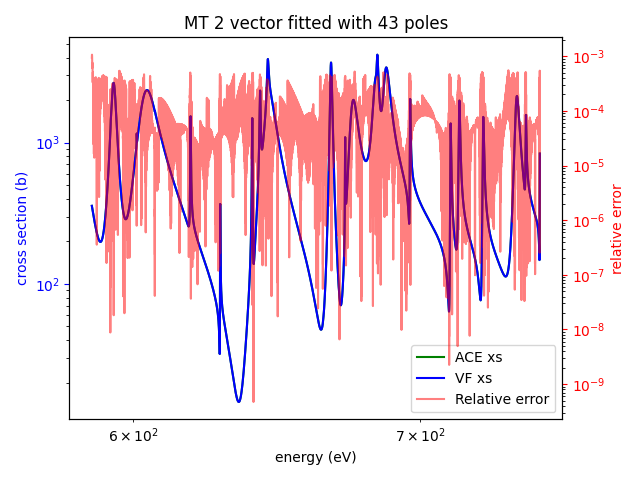 MT 2 vector fitted with 43 poles
10³
10²
cross section (b)
10⁻³
10⁻⁴
10⁻⁵
10⁻⁶
10⁻⁷
10⁻⁸
10⁻⁹
relative error
ACE xs
VF xs
Relative error
6 × 10²
7 × 10²
energy (eV)